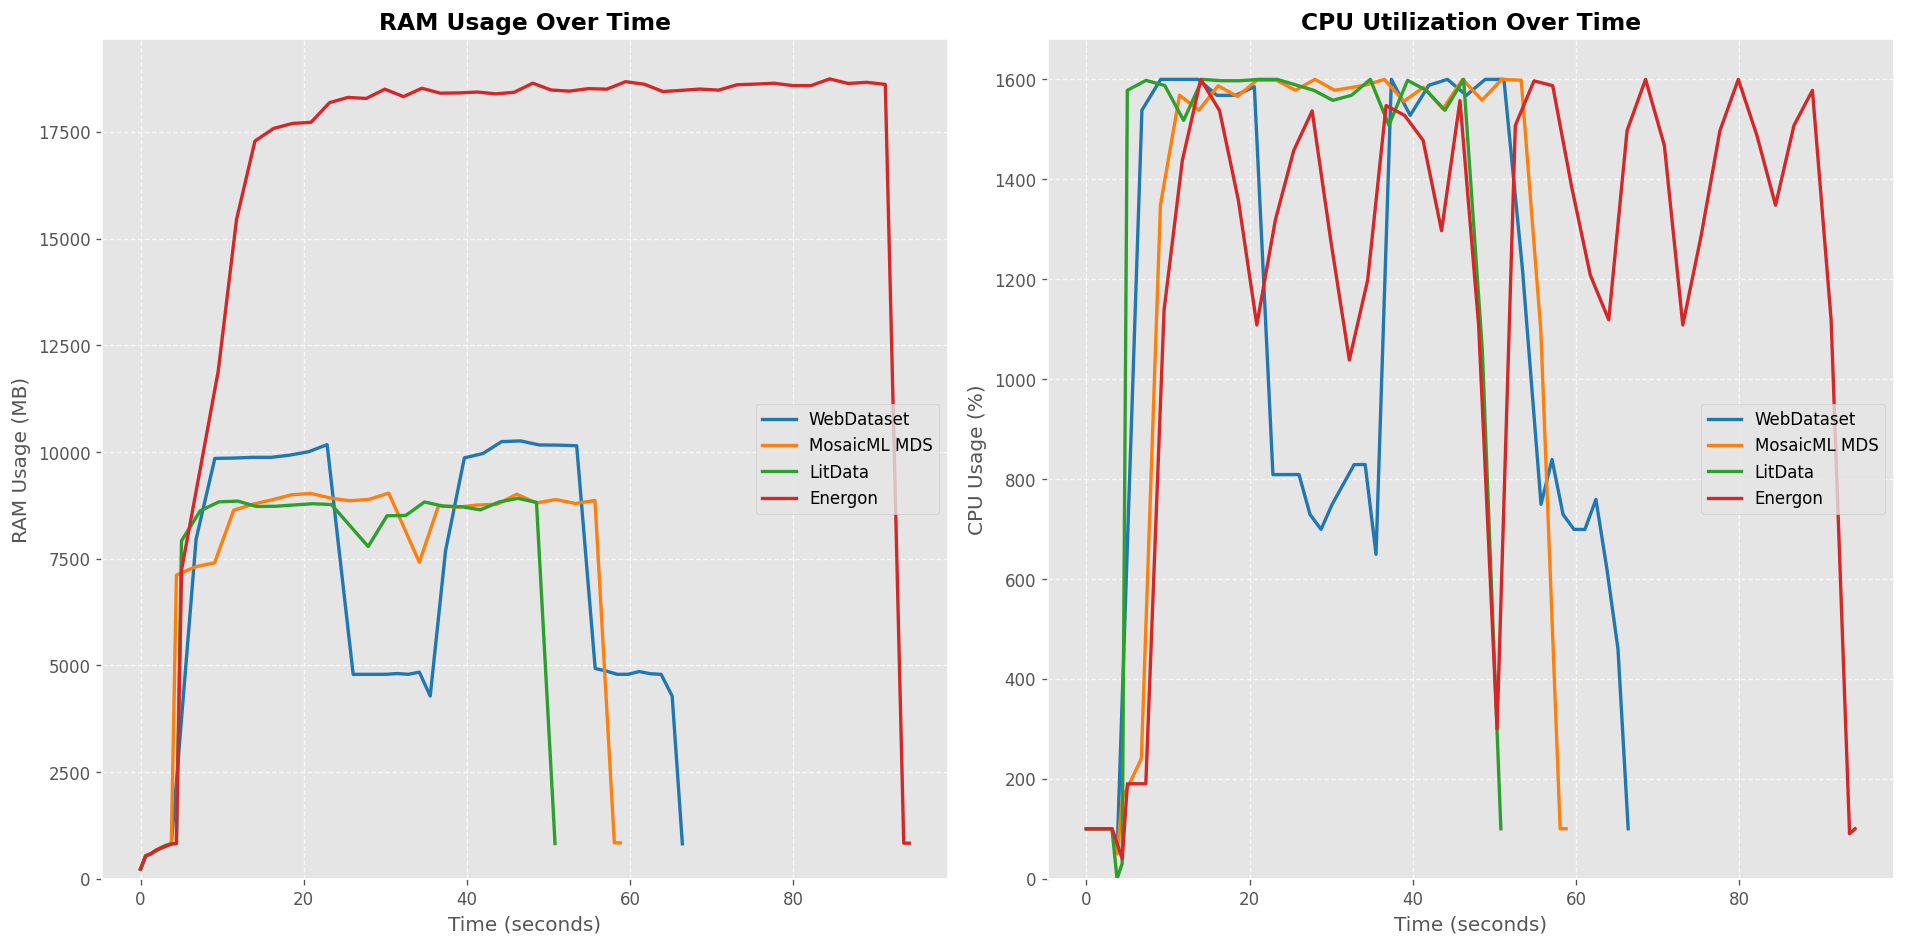 RAM Usage Over Time
RAM Usage (MB)
17500
15000
12500
10000
7500
5000
2500
0
WebDataset
MosaicML MDS
LitData
Energon
0
20
40
60
80
Time (seconds)
CPU Utilization Over Time
CPU Usage (%)
1600
1400
1200
1000
800
600
400
200
0
WebDataset
MosaicML MDS
LitData
Energon
0
20
40
60
80
Time (seconds)